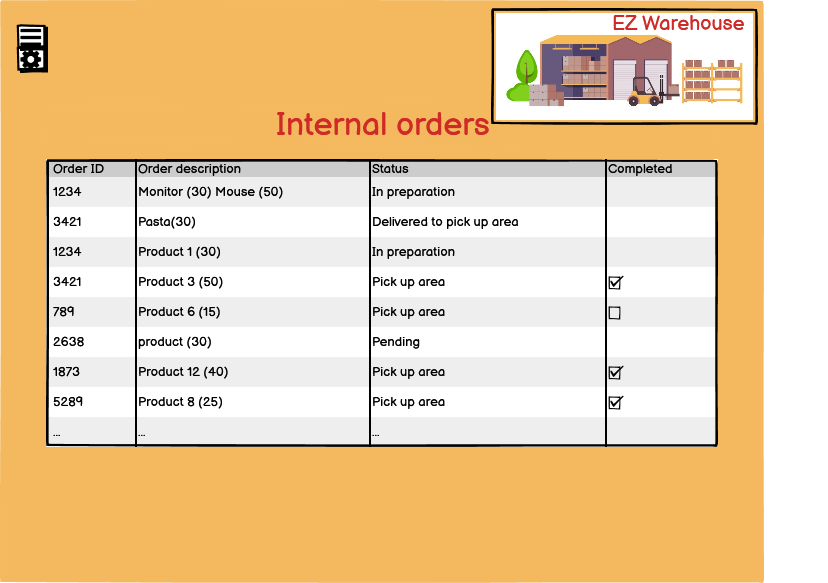 EZ Warehouse
Internal orders
Order ID Order description Status Completed
1234 Monitor (30) Mouse (50) In preparation
3421 Pasta(30) Delivered to pick up area
1234 Product 1 (30) In preparation
3421 Product 3 (50) Pick up area
789 Product 6 (15) Pick up area
2638 product (30) Pending
1873 Product 12 (40) Pick up area
5289 Product 8 (25) Pick up area
... ... ...